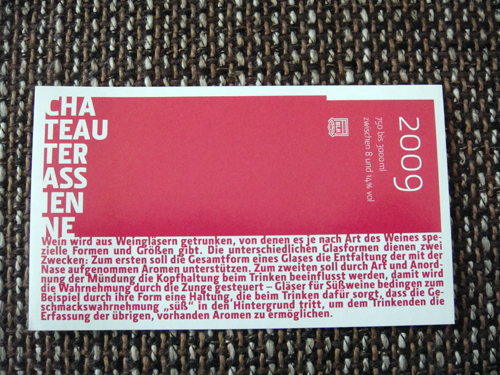 CHA
TEAU
TER
ASS
IEN
NE
2009
750 bis 3000ml
zwischen 8 und 14% vol
Wein wird aus Weingläsern getrunken, von denen es je nach Art des Weines spe-
zielle Formen und Größen gibt. Die unterschiedlichen Glasformen dienen zwei
Zwecken: Zum ersten soll die Gesamtform eines Glases die Entfaltung der mit der
Nase aufgenommen Aromen unterstützen. Zum zweiten soll durch Art und Anord-
nung der Mündung die Kopfhaltung beim Trinken beeinflusst werden, damit wird
die Wahrnehmung durch die Zunge gesteuert – Gläser für Süßweine bedingen zum
Beispiel durch ihre Form eine Haltung, die beim Trinken dafür sorgt, dass die Ge-
schmackswahrnehmung „süß“ in den Hintergrund tritt, um dem Trinkenden die
Erfassung der übrigen, vorhanden Aromen zu ermöglichen.